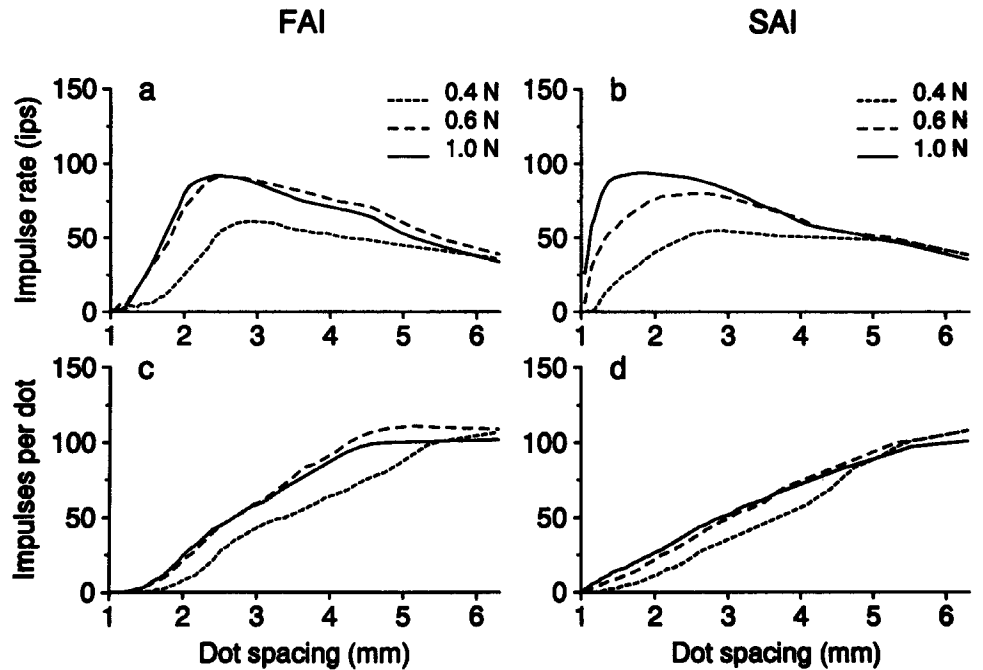 FAI
SAI
Impulse rate (ips)
150
100
50
0
a
0.4 N
0.6 N
1.0 N
1 2 3 4 5 6
150
100
50
0
b
0.4 N
0.6 N
1.0 N
1 2 3 4 5 6
Impulses per dot
150
100
50
0
c
1 2 3 4 5 6
Dot spacing (mm)
150
100
50
0
d
1 2 3 4 5 6
Dot spacing (mm)